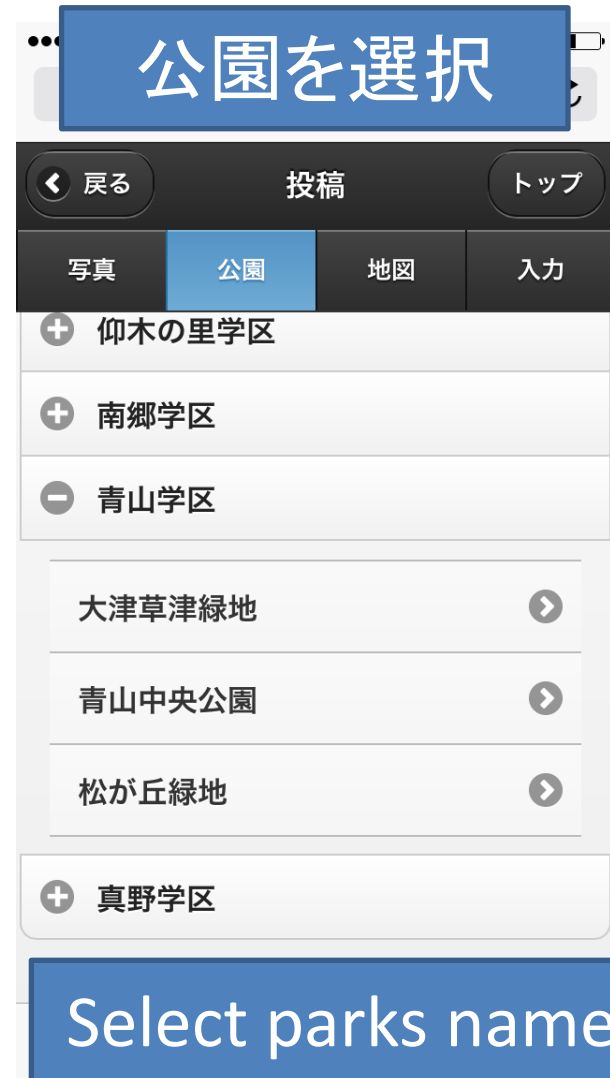 公園を選択
戻る 投稿 トップ
写真 公園 地図 入力
仰木の里学区
南郷学区
青山学区
大津草津緑地
青山中央公園
松が丘緑地
真野学区
Select parks name